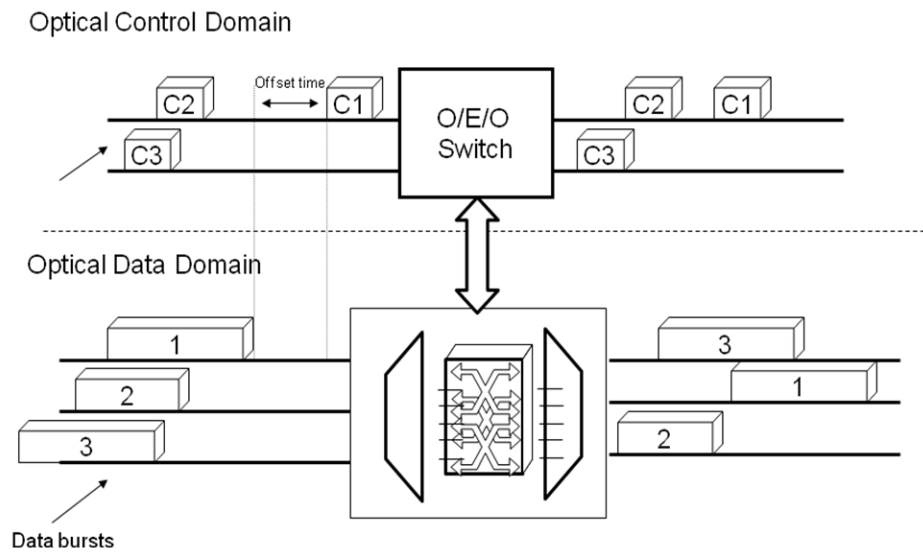 Optical Control Domain
Offset time
C2
C1
C3
O/E/O
Switch
C2
C1
C3
Optical Data Domain
1
2
3
3
1
2
Data bursts